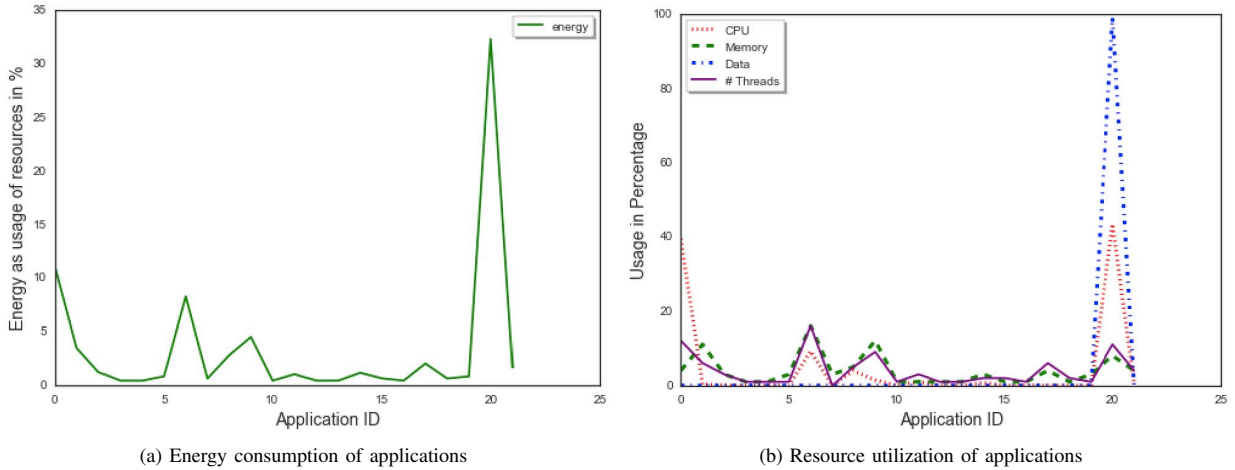 35
30
25
20
15
10
5
0
Energy as usage of resources in %
energy
0 5 10 15 20 25
Application ID
(a) Energy consumption of applications
100
80
60
40
20
0
Usage in Percentage
CPU
Memory
Data
# Threads
0 5 10 15 20 25
Application ID
(b) Resource utilization of applications